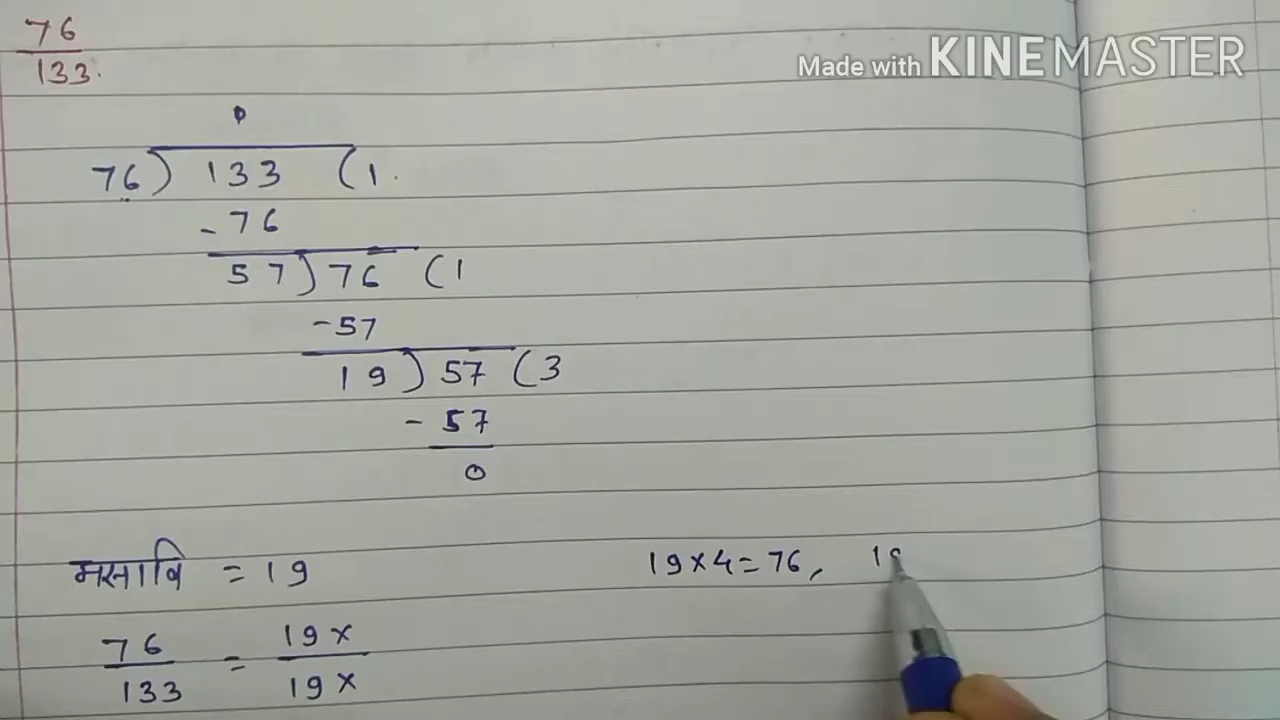 76
133.
Made with KINEMASTER
76) 133 (1.
- 76
57) 76 (1
- 57
19) 57 (3
- 57
0
मसावि = 19
19 × 4 = 76, 19
76 = 19 ×
133 19 ×